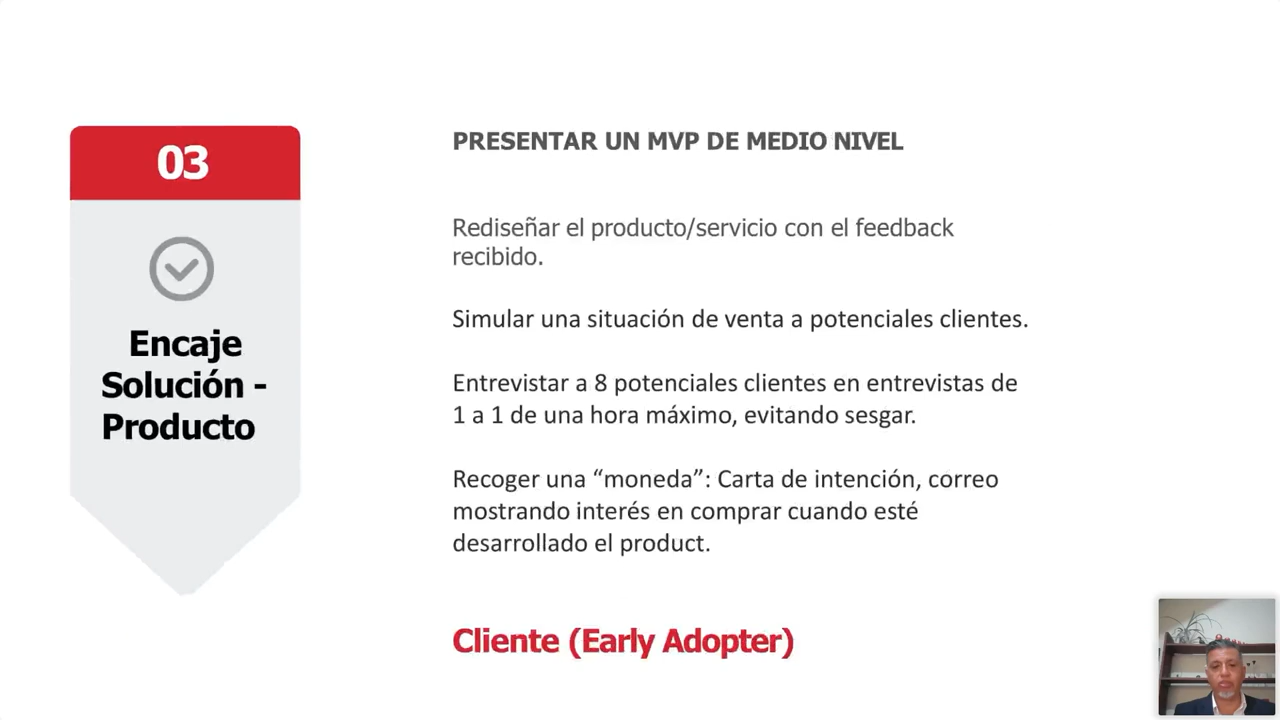 03
Encaje
Solución -
Producto
PRESENTAR UN MVP DE MEDIO NIVEL
Rediseñar el producto/servicio con el feedback
recibido.
Simular una situación de venta a potenciales clientes.
Entrevistar a 8 potenciales clientes en entrevistas de
1 a 1 de una hora máximo, evitando sesgar.
Recoger una “moneda”: Carta de intención, correo
mostrando interés en comprar cuando esté
desarrollado el product.
Cliente (Early Adopter)